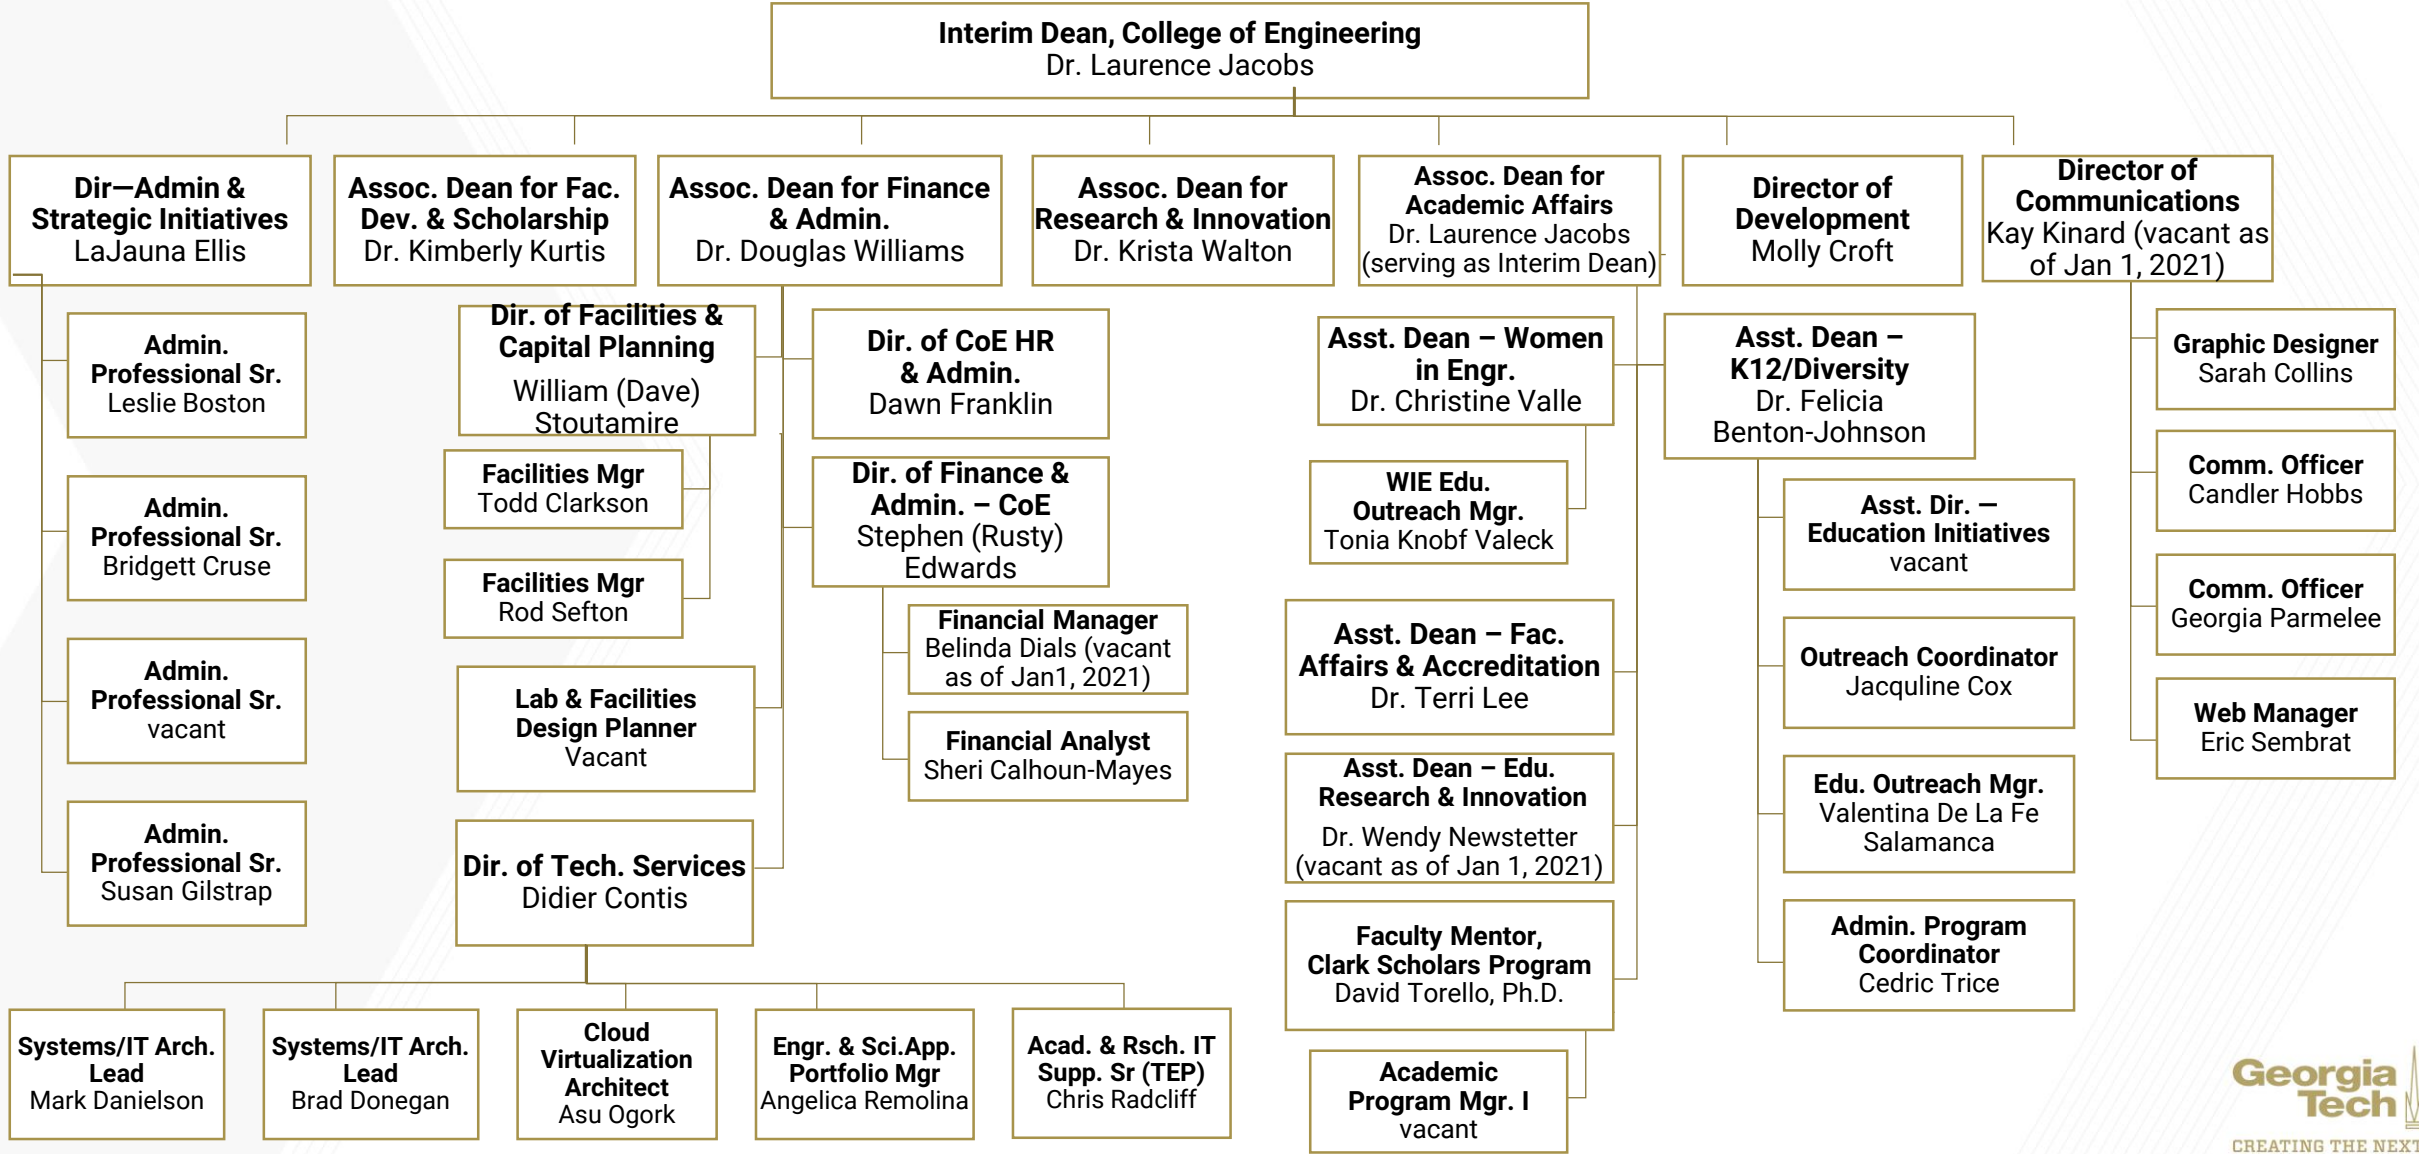 Interim Dean, College of Engineering
Dr. Laurence Jacobs
Dir—Admin &
Strategic Initiatives
LaJauna Ellis
Assoc. Dean for Fac.
Dev. & Scholarship
Dr. Kimberly Kurtis
Assoc. Dean for Finance
& Admin.
Dr. Douglas Williams
Assoc. Dean for
Research & Innovation
Dr. Krista Walton
Assoc. Dean for
Academic Affairs
Dr. Laurence Jacobs
(serving as Interim Dean)
Director of
Development
Molly Croft
Director of
Communications
Kay Kinard (vacant as
of Jan 1, 2021)
Admin.
Professional Sr.
Leslie Boston
Admin.
Professional Sr.
Bridgett Cruse
Admin.
Professional Sr.
vacant
Admin.
Professional Sr.
Susan Gilstrap
Dir. of Facilities &
Capital Planning
William (Dave)
Stoutamire
Facilities Mgr
Todd Clarkson
Facilities Mgr
Rod Sefton
Lab & Facilities
Design Planner
Vacant
Dir. of Tech. Services
Didier Contis
Dir. of CoE HR
& Admin.
Dawn Franklin
Dir. of Finance &
Admin. – CoE
Stephen (Rusty)
Edwards
Financial Manager
Belinda Dials (vacant
as of Jan1, 2021)
Financial Analyst
Sheri Calhoun-Mayes
Systems/IT Arch.
Lead
Mark Danielson
Systems/IT Arch.
Lead
Brad Donegan
Cloud
Virtualization
Architect
Asu Ogork
Engr. & Sci.App.
Portfolio Mgr
Angelica Remolina
Acad. & Rsch. IT
Supp. Sr (TEP)
Chris Radcliff
Asst. Dean – Women
in Engr.
Dr. Christine Valle
WIE Edu.
Outreach Mgr.
Tonia Knobf Valeck
Asst. Dean – Fac.
Affairs & Accreditation
Dr. Terri Lee
Asst. Dean – Edu.
Research & Innovation
Dr. Wendy Newstetter
(vacant as of Jan 1, 2021)
Faculty Mentor,
Clark Scholars Program
David Torello, Ph.D.
Academic
Program Mgr. I
vacant
Asst. Dean –
K12/Diversity
Dr. Felicia
Benton-Johnson
Asst. Dir. —
Education Initiatives
vacant
Outreach Coordinator
Jacquline Cox
Edu. Outreach Mgr.
Valentina De La Fe
Salamanca
Admin. Program
Coordinator
Cedric Trice
Graphic Designer
Sarah Collins
Comm. Officer
Candler Hobbs
Comm. Officer
Georgia Parmelee
Web Manager
Eric Sembrat
Georgia
Tech
CREATING THE NEXT